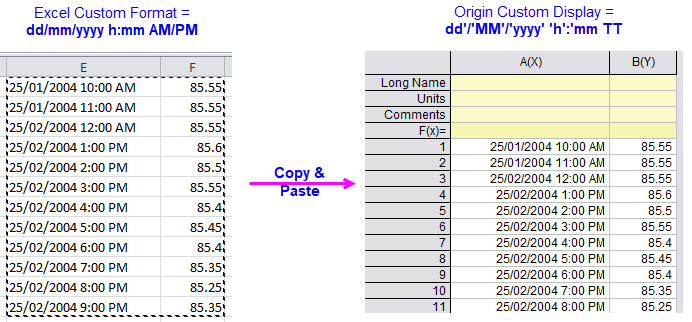 Excel Custom Format =
dd/mm/yyyy h:mm AM/PM
E F
25/01/2004 10:00 AM 85.55
25/01/2004 11:00 AM 85.55
25/02/2004 12:00 AM 85.55
25/02/2004 1:00 PM 85.6
25/02/2004 2:00 PM 85.5
25/02/2004 3:00 PM 85.55
25/02/2004 4:00 PM 85.4
25/02/2004 5:00 PM 85.45
25/02/2004 6:00 PM 85.4
25/02/2004 7:00 PM 85.35
25/02/2004 8:00 PM 85.25
25/02/2004 9:00 PM 85.35
Copy &
Paste
Origin Custom Display =
dd'/'MM'/'yyyy' 'h':'mm TT
A(X) B(Y)
Long Name
Units
Comments
F(x)=
1 25/01/2004 10:00 AM 85.55
2 25/01/2004 11:00 AM 85.55
3 25/02/2004 12:00 AM 85.55
4 25/02/2004 1:00 PM 85.6
5 25/02/2004 2:00 PM 85.5
6 25/02/2004 3:00 PM 85.55
7 25/02/2004 4:00 PM 85.4
8 25/02/2004 5:00 PM 85.45
9 25/02/2004 6:00 PM 85.4
10 25/02/2004 7:00 PM 85.35
11 25/02/2004 8:00 PM 85.25